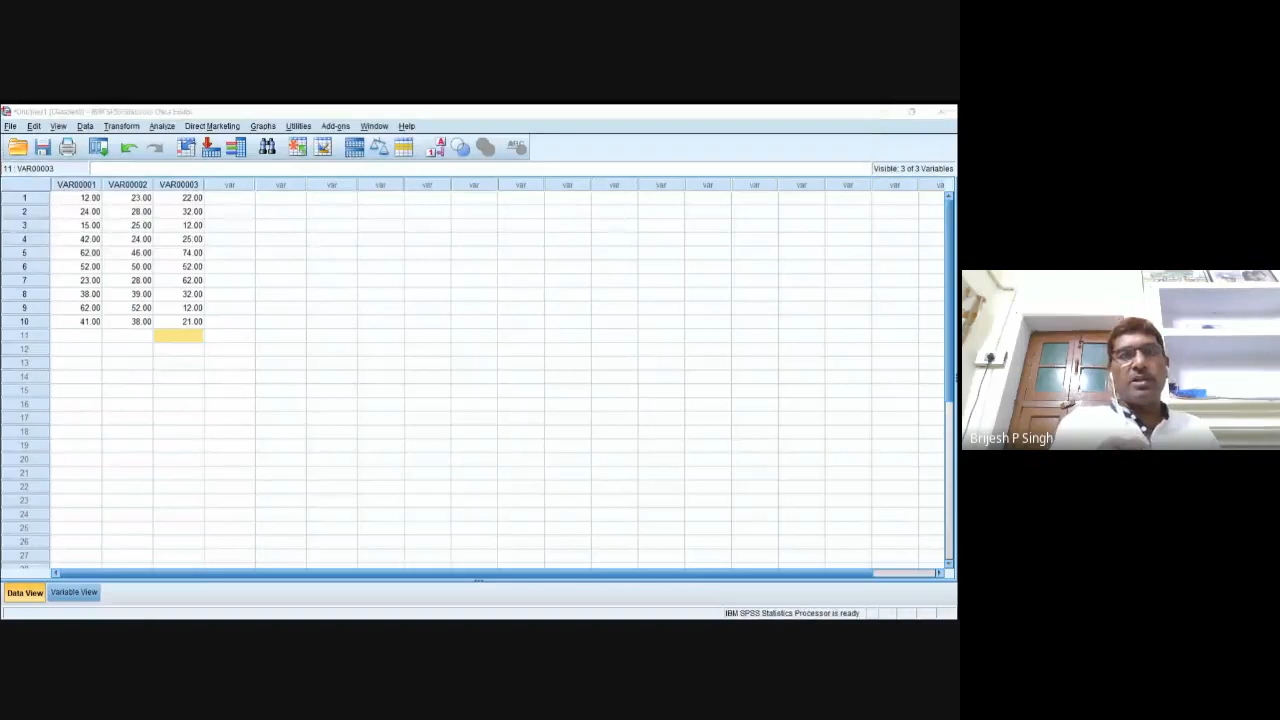 File Edit View Data Transform Analyze Direct Marketing Graphs Utilities Add-ons Window Help
11 : VAR00003
Visible: 3 of 3 Variables
VAR00001 VAR00002 VAR00003 var var var var var var var var var var var var var var va
1 12.00 23.00 22.00
2 24.00 28.00 32.00
3 15.00 25.00 12.00
4 42.00 24.00 25.00
5 62.00 46.00 74.00
6 52.00 50.00 52.00
7 23.00 28.00 62.00
8 38.00 39.00 32.00
9 62.00 52.00 12.00
10 41.00 38.00 21.00
11
12
13
14
15
16
17
18
19
20
21
22
23
24
25
26
27
Data View Variable View
IBM SPSS Statistics Processor is ready
Brijesh P Singh